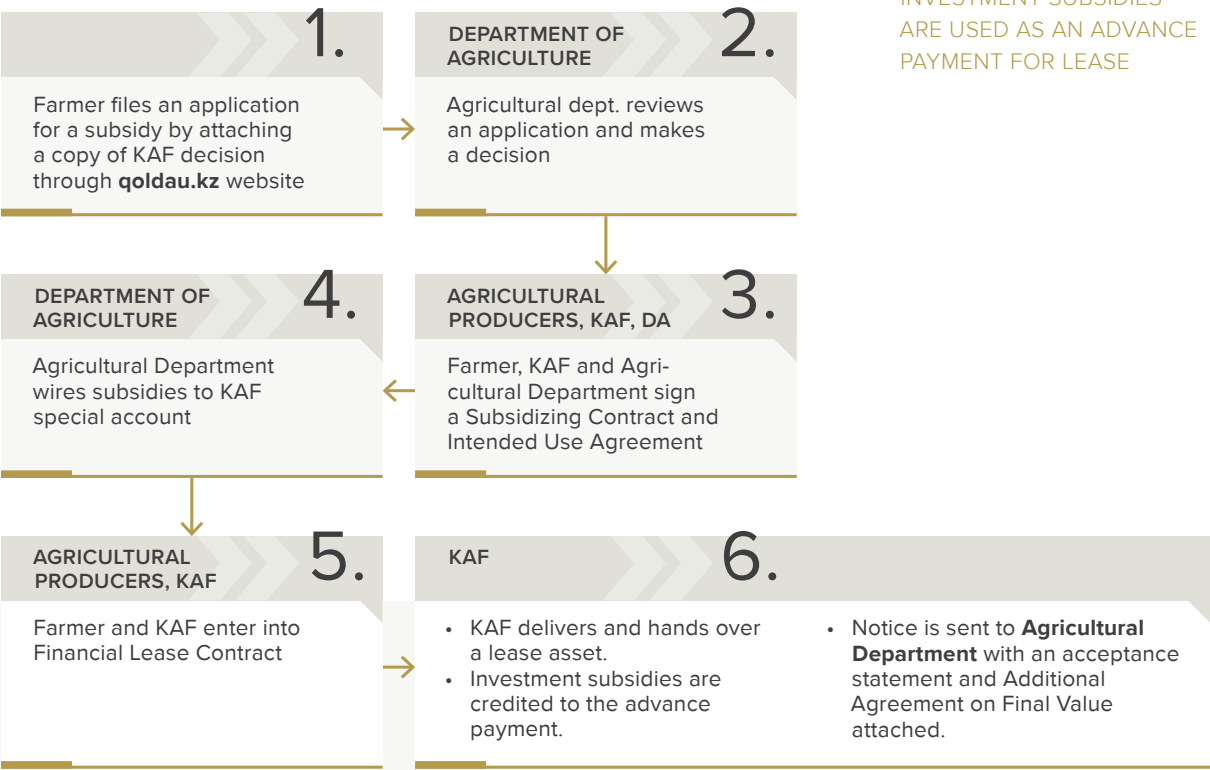 INVESTMENT SUBSIDIES
ARE USED AS AN ADVANCE
PAYMENT FOR LEASE
1.
Farmer files an application
for a subsidy by attaching
a copy of KAF decision
through qoldau.kz website
DEPARTMENT OF
AGRICULTURE
2.
Agricultural dept. reviews
an application and makes
a decision
AGRICULTURAL
PRODUCERS, KAF, DA
3.
Farmer, KAF and Agri-
cultural Department sign
a Subsidizing Contract and
Intended Use Agreement
DEPARTMENT OF
AGRICULTURE
4.
Agricultural Department
wires subsidies to KAF
special account
AGRICULTURAL
PRODUCERS, KAF
5.
Farmer and KAF enter into
Financial Lease Contract
KAF
6.
• KAF delivers and hands over
a lease asset.
• Investment subsidies are
credited to the advance
payment.
• Notice is sent to Agricultural
Department with an acceptance
statement and Additional
Agreement on Final Value
attached.